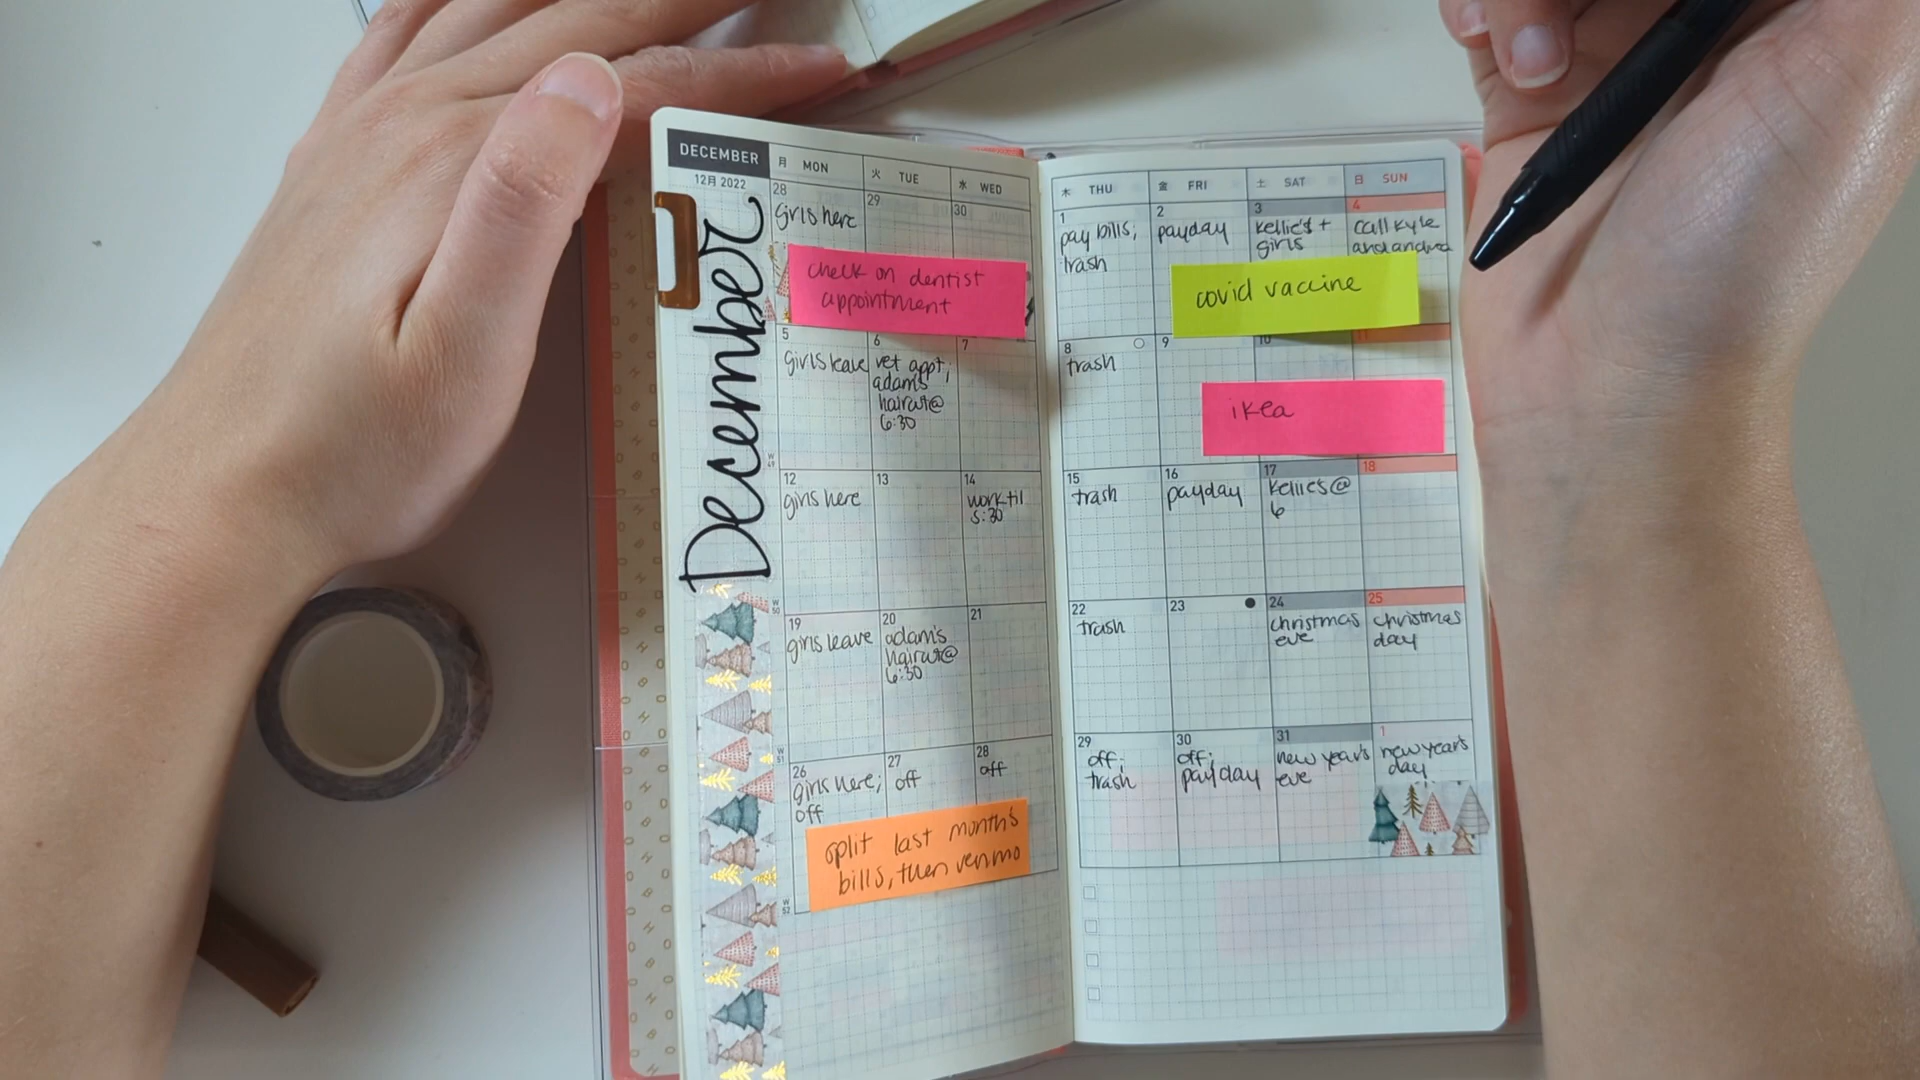 DECEMBER
12月 2022
December
月 MON
火 TUE
水 WED
木 THU
金 FRI
土 SAT
日 SUN
28
girls here
29
30
check on dentist
appointment
1
pay bills;
trash
2
payday
3
kellie's +
girls
4
call kyle
and andrea
covid vaccine
5
girls leave
6
vet appt;
adam's
haircut@
6:30
7
8
trash
9
10
11
ikea
12
girls here
13
14
work til
5:30
15
trash
16
payday
17
kellie's @
6
18
W
50
19
girls leave
20
adam's
haircut@
6:30
21
22
trash
23
24
christmas
eve
25
christmas
day
W
51
26
girls here;
off
27
off
28
off
split last month's
bills, then venmo
29
off;
trash
30
off;
payday
31
new year's
eve
1
new year's
day
W
52